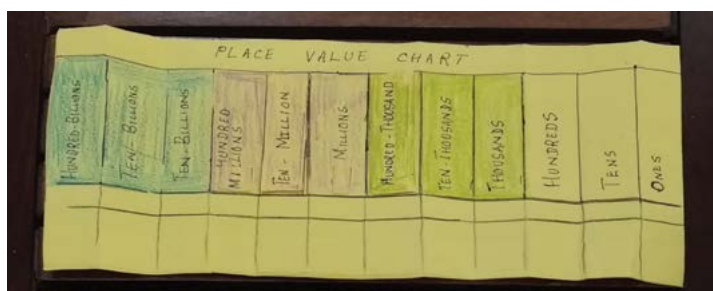 PLACE VALUE CHART
HUNDRED-BILLIONS
TEN-BILLIONS
TEN-BILLIONS
HUNDRED
MILLIONS
TEN-MILLION
MILLIONS
HUNDRED-THOUSAND
TEN-THOUSANDS
THOUSANDS
HUNDREDS
TENS
ONES